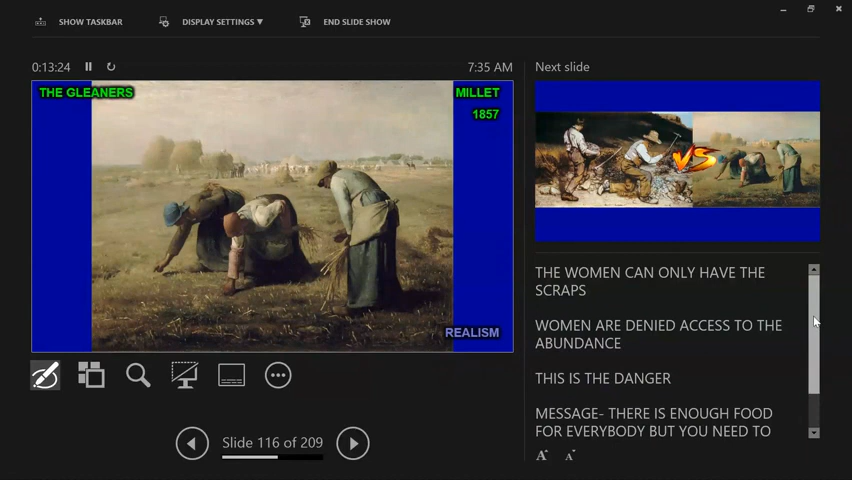 SHOW TASKBAR
DISPLAY SETTINGS ▼
END SLIDE SHOW
0:13:24
7:35 AM
THE GLEANERS
MILLET
1857
REALISM
Slide 116 of 209
Next slide
VS
THE WOMEN CAN ONLY HAVE THE
SCRAPS
WOMEN ARE DENIED ACCESS TO THE
ABUNDANCE
THIS IS THE DANGER
MESSAGE- THERE IS ENOUGH FOOD
FOR EVERYBODY BUT YOU NEED TO
A A